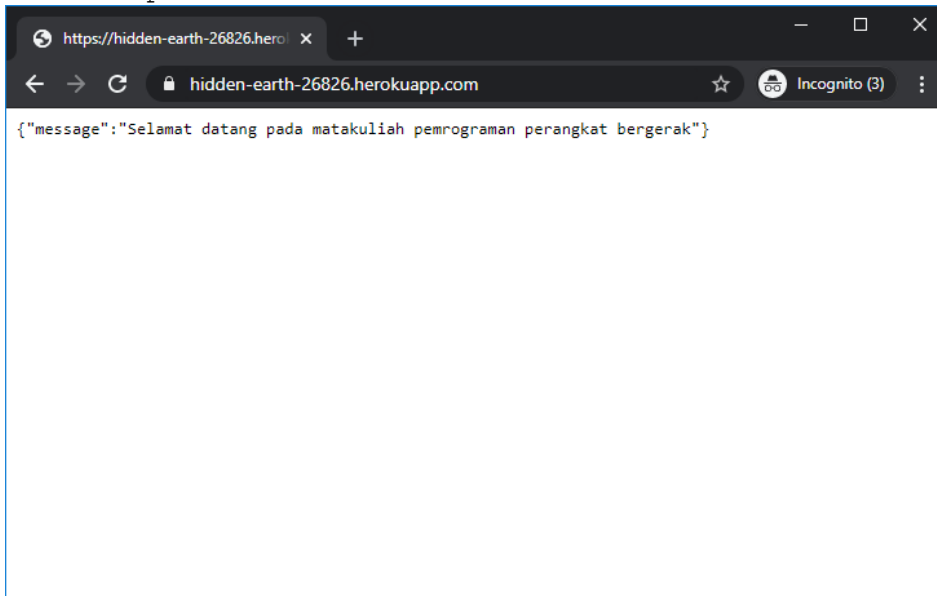 https://hidden-earth-26826.hero
hidden-earth-26826.herokuapp.com
Incognito (3)
{"message":"Selamat datang pada matakuliah pemrograman perangkat bergerak"}